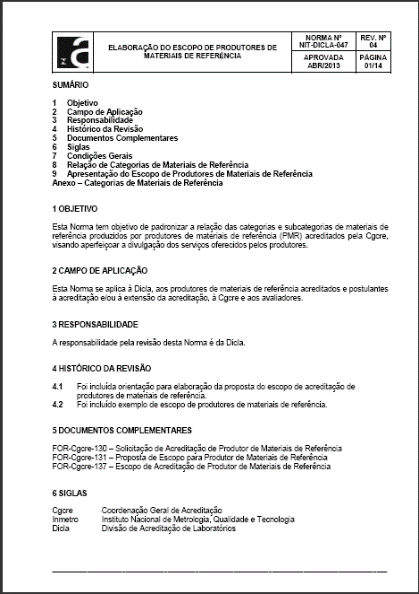 ELABORAÇÃO DO ESCOPO DE PRODUTORES DE
MATERIAIS DE REFERÊNCIA
NORMA Nº
NIT-DICLA-047
REV. Nº
04
APROVADA
ABR/2013
PÁGINA
01/14
SUMÁRIO
1 Objetivo
2 Campo de Aplicação
3 Responsabilidade
4 Histórico da Revisão
5 Documentos Complementares
6 Siglas
7 Condições Gerais
8 Relação de Categorias de Materiais de Referência
9 Apresentação do Escopo de Produtores de Materiais de Referência
Anexo – Categorias de Materiais de Referência
1 OBJETIVO
Esta Norma tem objetivo de padronizar a relação das categorias e subcategorias de materiais de
referência produzidos por produtores de materiais de referência (PMR) acreditados pela Cgcre,
visando aperfeiçoar a divulgação dos serviços oferecidos pelos produtores.
2 CAMPO DE APLICAÇÃO
Esta Norma se aplica à Dicla, aos produtores de materiais de referência acreditados e postulantes
à acreditação e/ou à extensão da acreditação, à Cgcre e aos avaliadores.
3 RESPONSABILIDADE
A responsabilidade pela revisão desta Norma é da Dicla.
4 HISTÓRICO DA REVISÃO
4.1 Foi incluída orientação para elaboração da proposta do escopo de acreditação de
produtores de materiais de referência.
4.2 Foi incluído exemplo de escopo de produtores de materiais de referência.
5 DOCUMENTOS COMPLEMENTARES
FOR-Cgcre-130 – Solicitação de Acreditação de Produtor de Materiais de Referência
FOR-Cgcre-131 – Proposta de Escopo para Produtor de Materiais de Referência
FOR-Cgcre-137 – Escopo de Acreditação de Produtor de Materiais de Referência
6 SIGLAS
Cgcre Coordenação Geral de Acreditação
Inmetro Instituto Nacional de Metrologia, Qualidade e Tecnologia
Dicla Divisão de Acreditação de Laboratórios